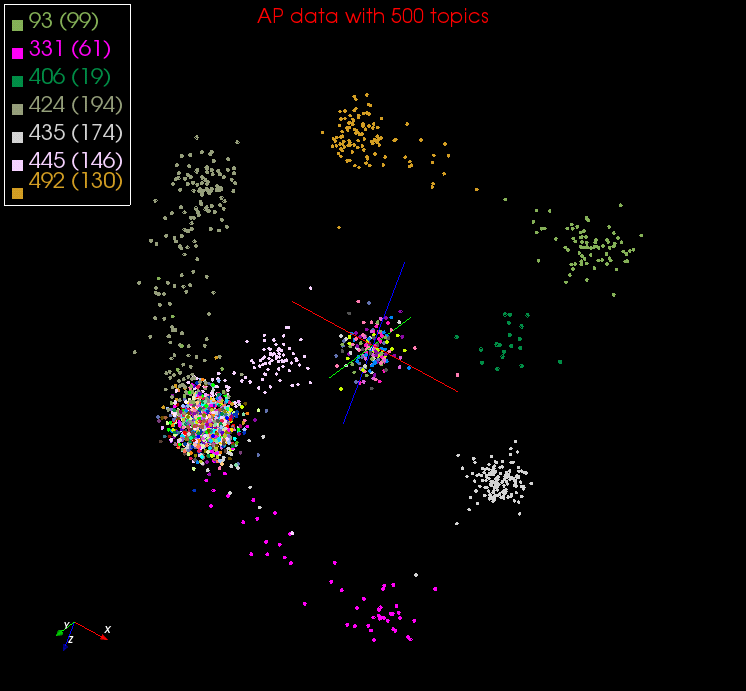 AP data with 500 topics
93 (99)
331 (61)
406 (19)
424 (194)
435 (174)
445 (146)
492 (130)
Y
X
Z